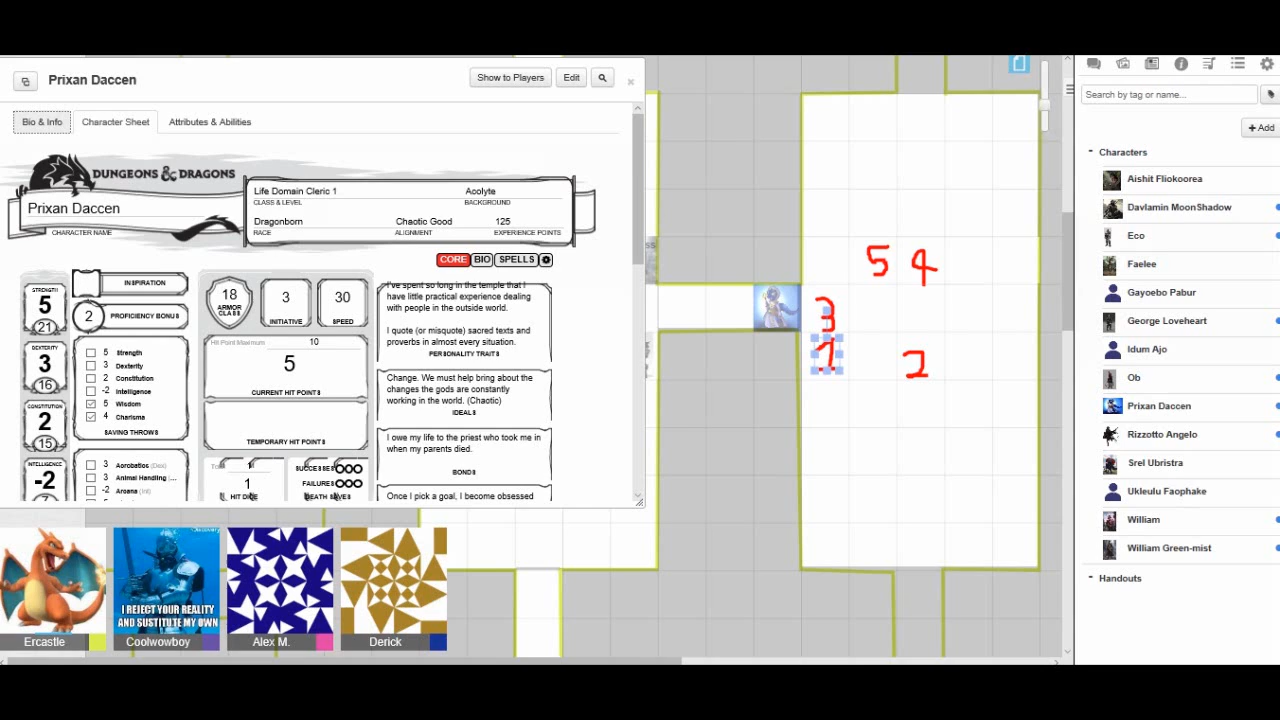 Prixan Daccen
Show to Players
Edit
Bio & Info
Character Sheet
Attributes & Abilities
DUNGEONS & DRAGONS
Prixan Daccen
CHARACTER NAME
Life Domain Cleric 1
Acolyte
CLASS & LEVEL
BACKGROUND
Dragonborn
Chaotic Good
125
RACE
ALIGNMENT
EXPERIENCE POINTS
CORE
BIO
SPELLS
STRENGTH
5
21
DEXTERITY
3
16
CONSTITUTION
2
15
INTELLIGENCE
-2
INSPIRATION
2
PROFICIENCY BONUS
5 Strength
3 Dexterity
2 Constitution
-2 Intelligence
5 Wisdom
4 Charisma
SAVING THROWS
3 Acrobatics (Dex)
3 Animal Handling (...
-2 Arcana (Int)
18
ARMOR
CLASS
3
INITIATIVE
30
SPEED
Hit Point Maximum
10
5
CURRENT HIT POINTS
TEMPORARY HIT POINTS
1
HIT DICE
SUCCESSES
FAILURES
DEATH SAVES
I've spent so long in the temple that I
have little practical experience dealing
with people in the outside world.
I quote (or misquote) sacred texts and
proverbs in almost every situation.
PERSONALITY TRAITS
Change. We must help bring about the
changes the gods are constantly
working in the world. (Chaotic)
IDEALS
I owe my life to the priest who took me in
when my parents died.
BONDS
Once I pick a goal, I become obsessed
5 4
3
1
2
Search by tag or name...
+ Add
Characters
Aishit Fliokoorea
Davlamin MoonShadow
Eco
Faelee
Gayoebo Pabur
George Loveheart
Idum Ajo
Ob
Prixan Daccen
Rizzotto Angelo
Srel Ubristra
Ukleulu Faophake
William
William Green-mist
Handouts
I REJECT YOUR REALITY
AND SUSTITUTE MY OWN
Ercastle
Coolwowboy
Alex M.
Derick